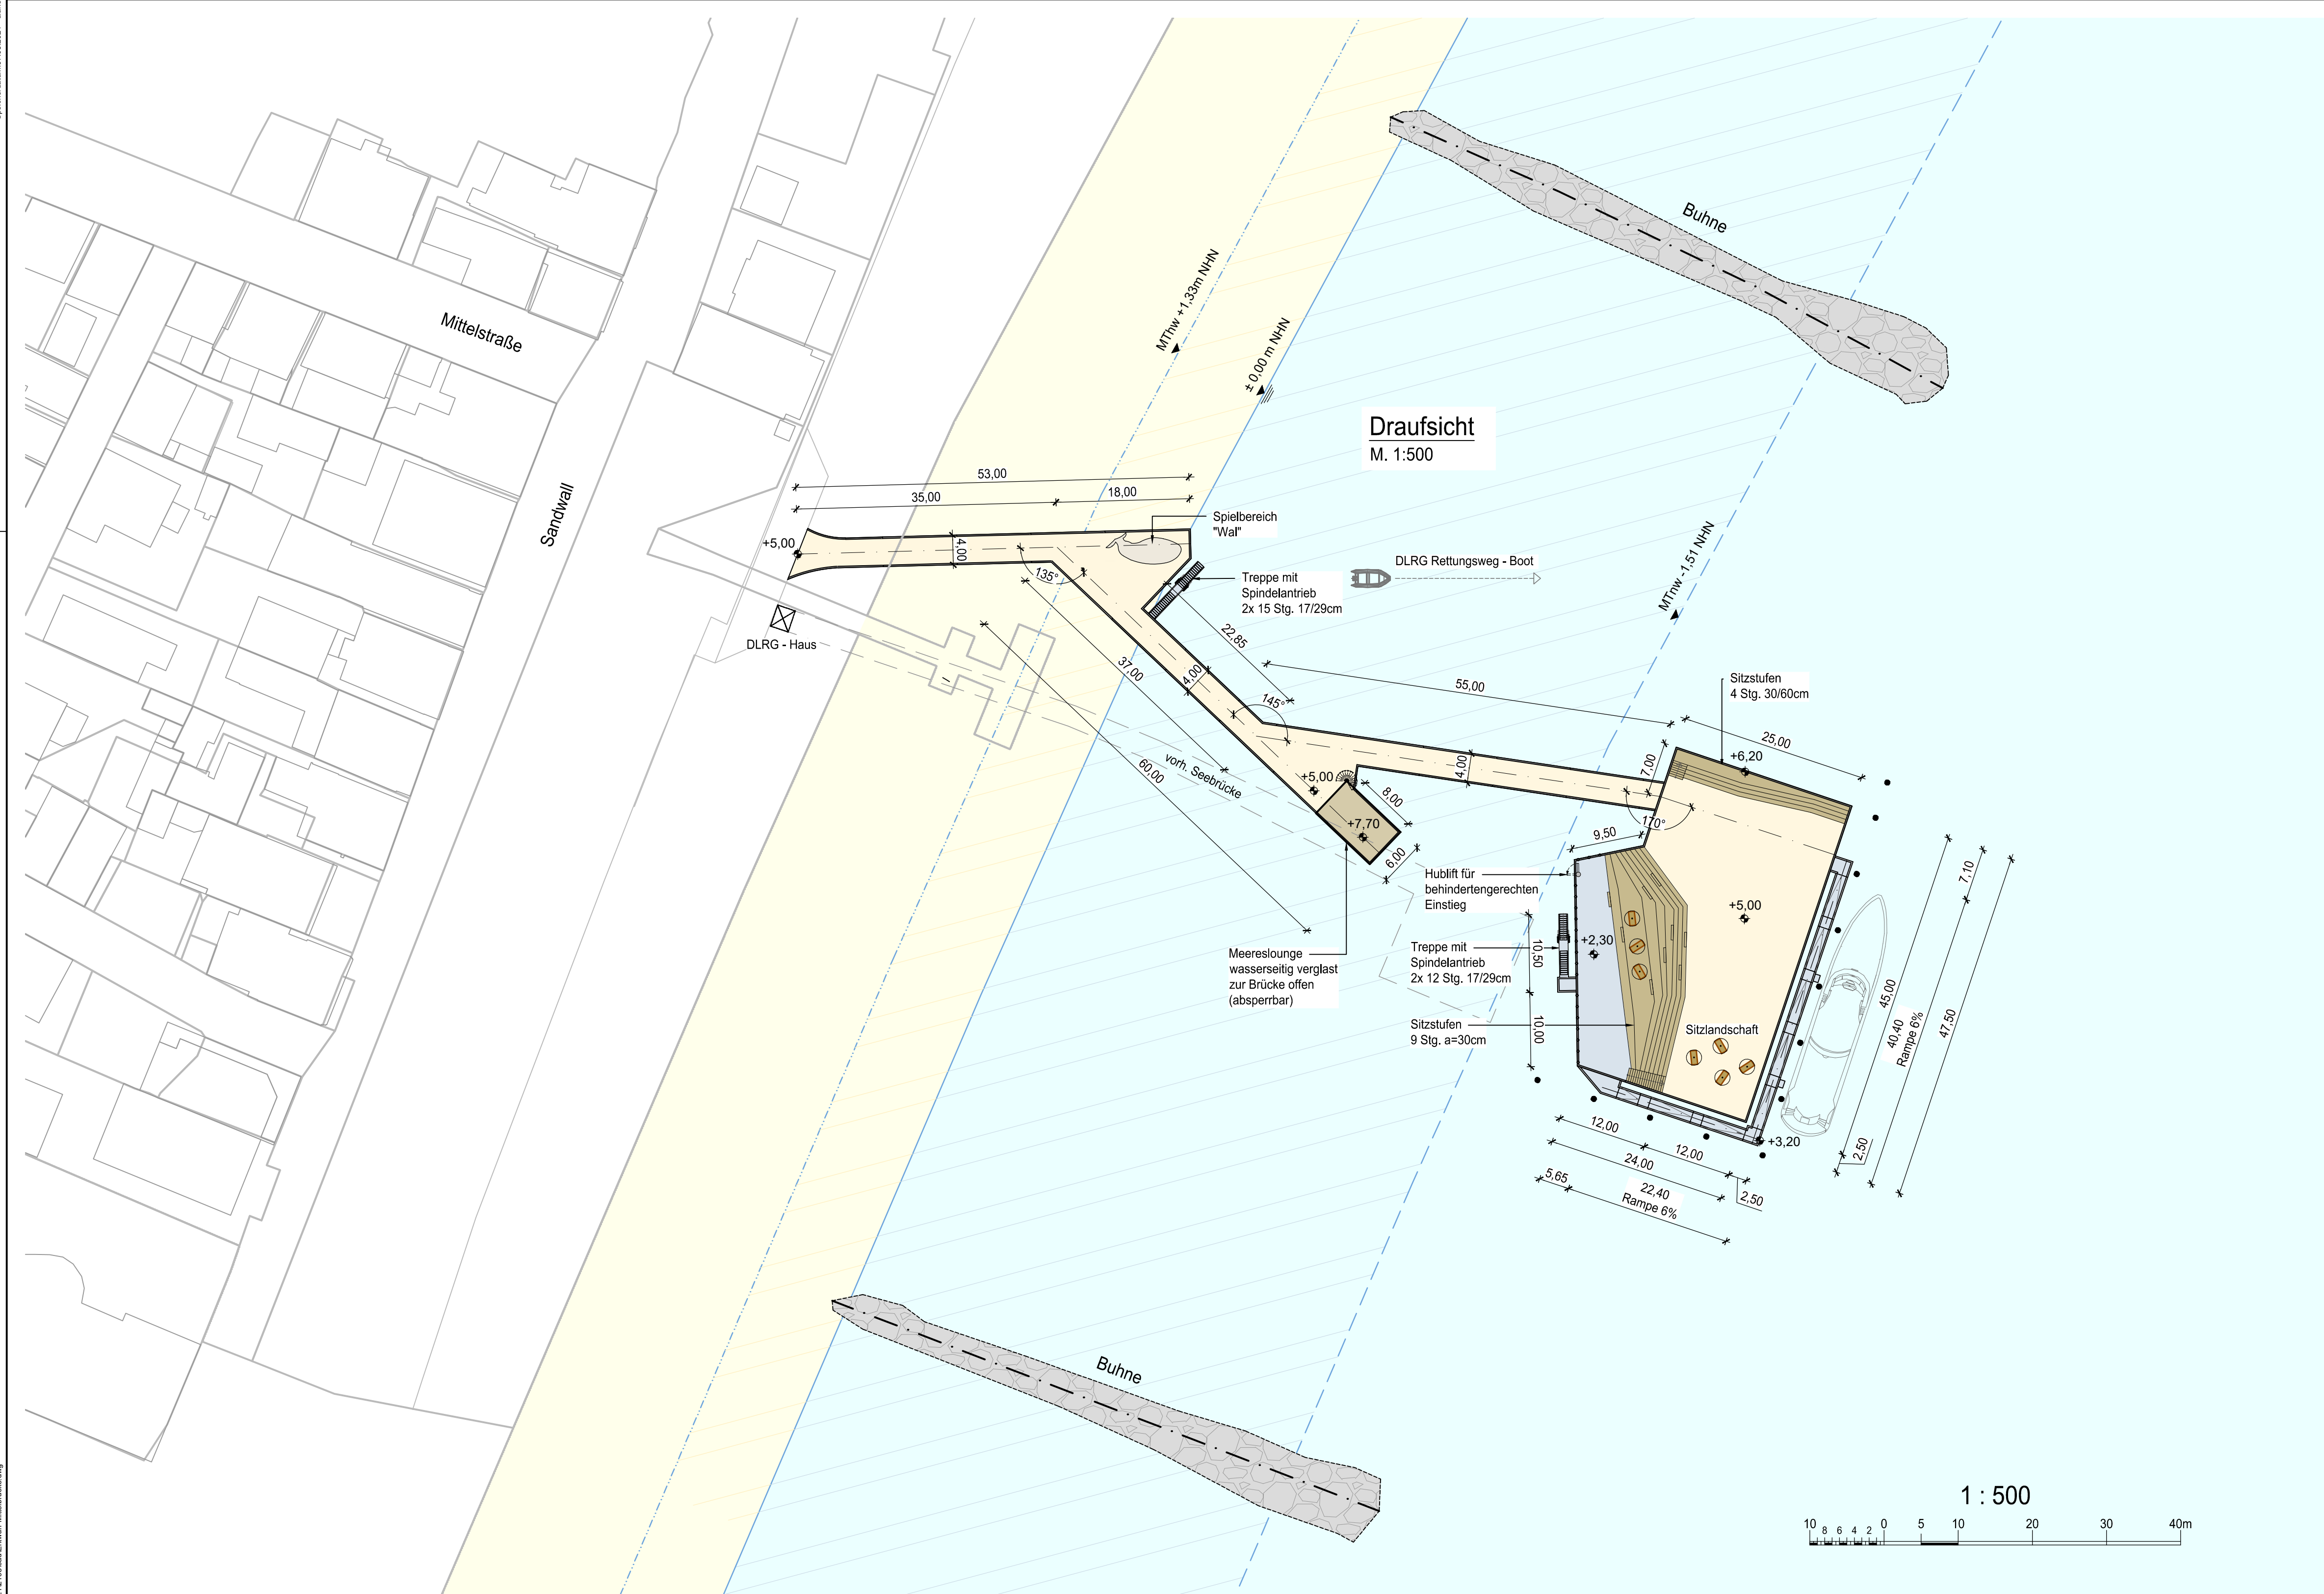 Buhne
Mittelstraße
MThw +1,33m NHN
± 0,00 m NHN
Draufsicht
M. 1:500
Sandwall
53,00
35,00
18,00
Spielbereich
"Wal"
+5,00
4,00
135°
Treppe mit
Spindelantrieb
2x 15 Stg. 17/29cm
DLRG Rettungsweg - Boot
MTnw -1,51 NHN
DLRG - Haus
22,85
37,00
4,00
145°
55,00
Sitzstufen
4 Stg. 30/60cm
25,00
+6,20
7,00
60,00
vorh. Seebrücke
+5,00
4,00
8,00
+7,70
6,00
170°
9,50
Hublift für
behindertengerechten
Einstieg
+5,00
7,10
+2,30
10,50
Meereslounge
wasserseitig verglast
zur Brücke offen
(absperrbar)
Treppe mit
Spindelantrieb
2x 12 Stg. 17/29cm
45,00
40,40
Rampe 6%
47,50
Sitzstufen
9 Stg. a=30cm
10,00
Sitzlandschaft
+3,20
12,00
12,00
2,50
24,00
5,65
22,40
Rampe 6%
2,50
Buhne
1 : 500
10 8 6 4 2 0 5 10 20 30 40m